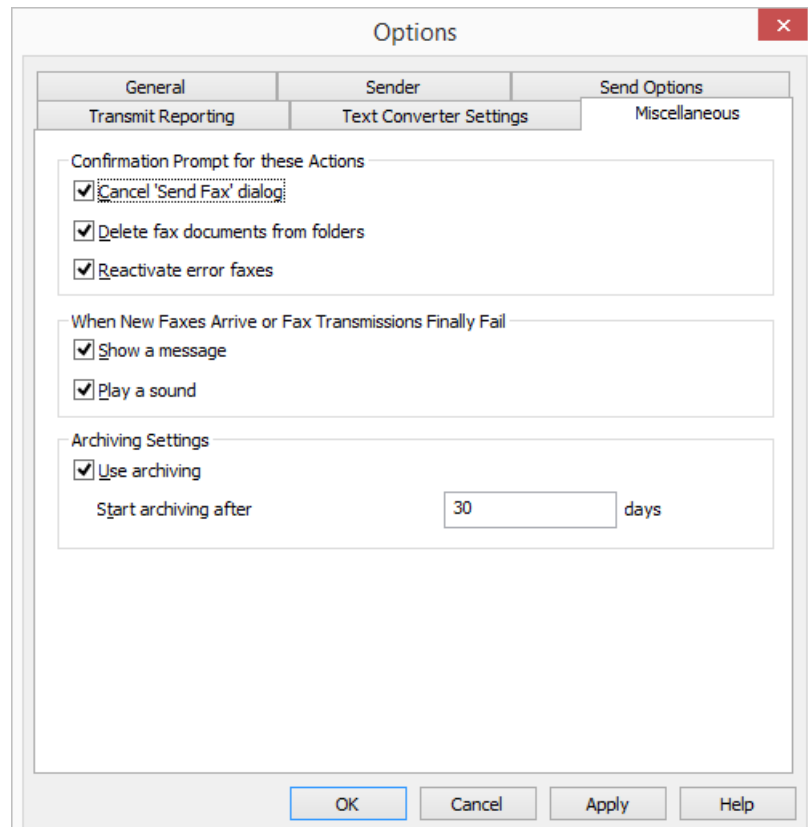 Options
General Sender Send Options
Transmit Reporting Text Converter Settings Miscellaneous
Confirmation Prompt for these Actions
Cancel 'Send Fax' dialog
Delete fax documents from folders
Reactivate error faxes
When New Faxes Arrive or Fax Transmissions Finally Fail
Show a message
Play a sound
Archiving Settings
Use archiving
Start archiving after 30 days
OK Cancel Apply Help